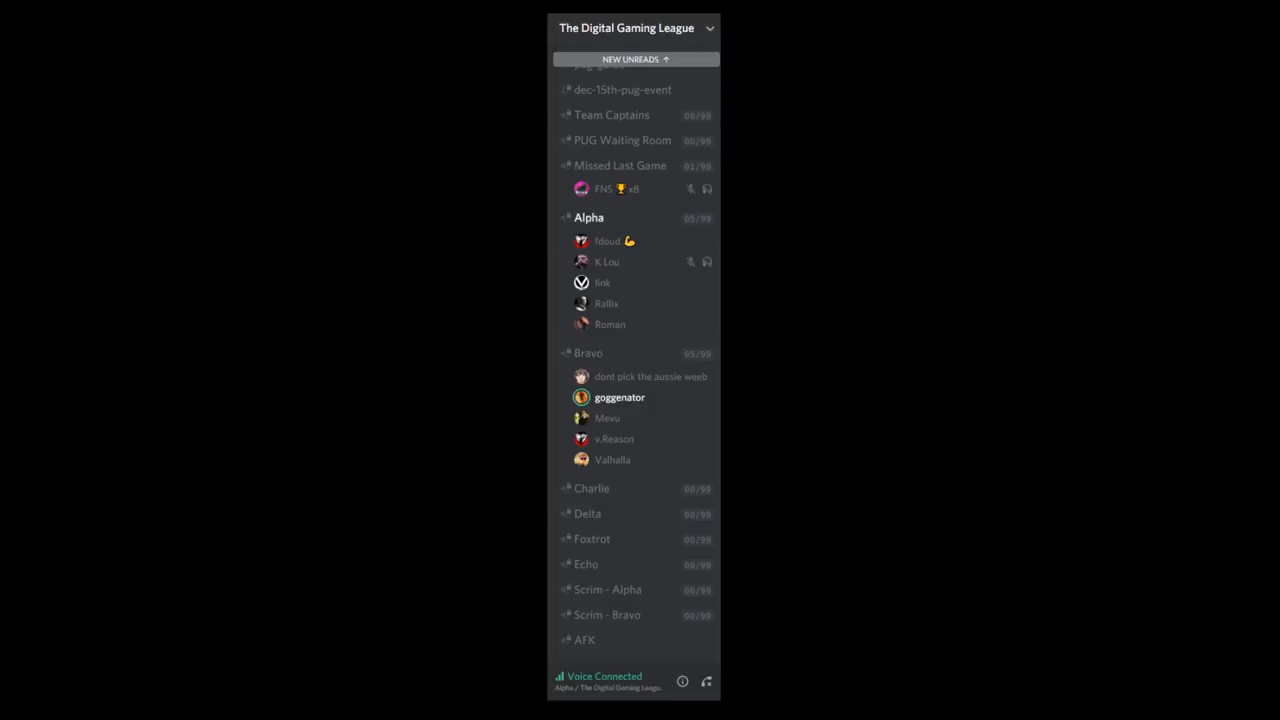 The Digital Gaming League
NEW UNREADS ↑
dec-15th-pug-event
Team Captains 00/99
PUG Waiting Room 00/99
Missed Last Game 01/99
FNS 🏆 x8
Alpha 05/99
fdoud 💪
K Lou
link
Rallix
Roman
Bravo 05/99
dont pick the aussie weeb
goggenator
Mevu
v.Reason
Valhalla
Charlie 00/99
Delta 00/99
Foxtrot 00/99
Echo 00/99
Scrim - Alpha 00/99
Scrim - Bravo 00/99
AFK
Voice Connected
Alpha / The Digital Gaming Leagu.